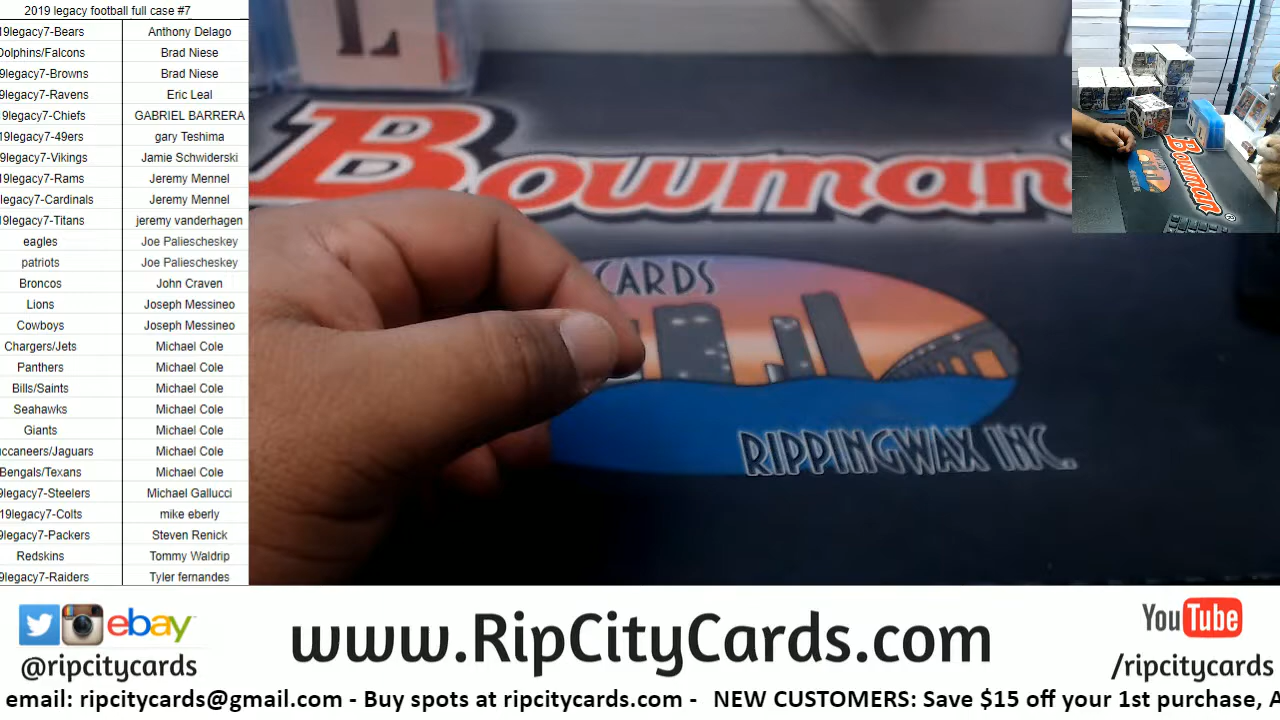 2019 legacy football full case #7
19legacy7-Bears Anthony Delago
Dolphins/Falcons Brad Niese
9legacy7-Browns Brad Niese
9legacy7-Ravens Eric Leal
9legacy7-Chiefs GABRIEL BARRERA
19legacy7-49ers gary Teshima
9legacy7-Vikings Jamie Schwiderski
19legacy7-Rams Jeremy Mennel
legacy7-Cardinals Jeremy Mennel
19legacy7-Titans jeremy vanderhagen
eagles Joe Paliescheskey
patriots Joe Paliescheskey
Broncos John Craven
Lions Joseph Messineo
Cowboys Joseph Messineo
Chargers/Jets Michael Cole
Panthers Michael Cole
Bills/Saints Michael Cole
Seahawks Michael Cole
Giants Michael Cole
uccaneers/Jaguars Michael Cole
Bengals/Texans Michael Cole
9legacy7-Steelers Michael Gallucci
19legacy7-Colts mike eberly
9legacy7-Packers Steven Renick
Redskins Tommy Waldrip
9legacy7-Raiders Tyler fernandes
L
Bowman
CARDS
RIPPINGWAX INC.
Bowman
ebay
@ripcitycards
www.RipCityCards.com
YouTube
/ripcitycards
email: ripcitycards@gmail.com - Buy spots at ripcitycards.com - NEW CUSTOMERS: Save $15 off your 1st purchase, A